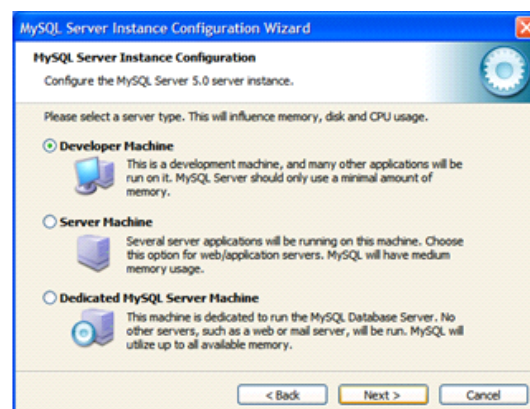 MySQL Server Instance Configuration Wizard
MySQL Server Instance Configuration
Configure the MySQL Server 5.0 server instance.
Please select a server type. This will influence memory, disk and CPU usage.
Developer Machine
This is a development machine, and many other applications will be
run on it. MySQL Server should only use a minimal amount of
memory.
Server Machine
Several server applications will be running on this machine. Choose
this option for web/application servers. MySQL will have medium
memory usage.
Dedicated MySQL Server Machine
This machine is dedicated to run the MySQL Database Server. No
other servers, such as a web or mail server, will be run. MySQL will
utilize up to all available memory.
< Back Next > Cancel